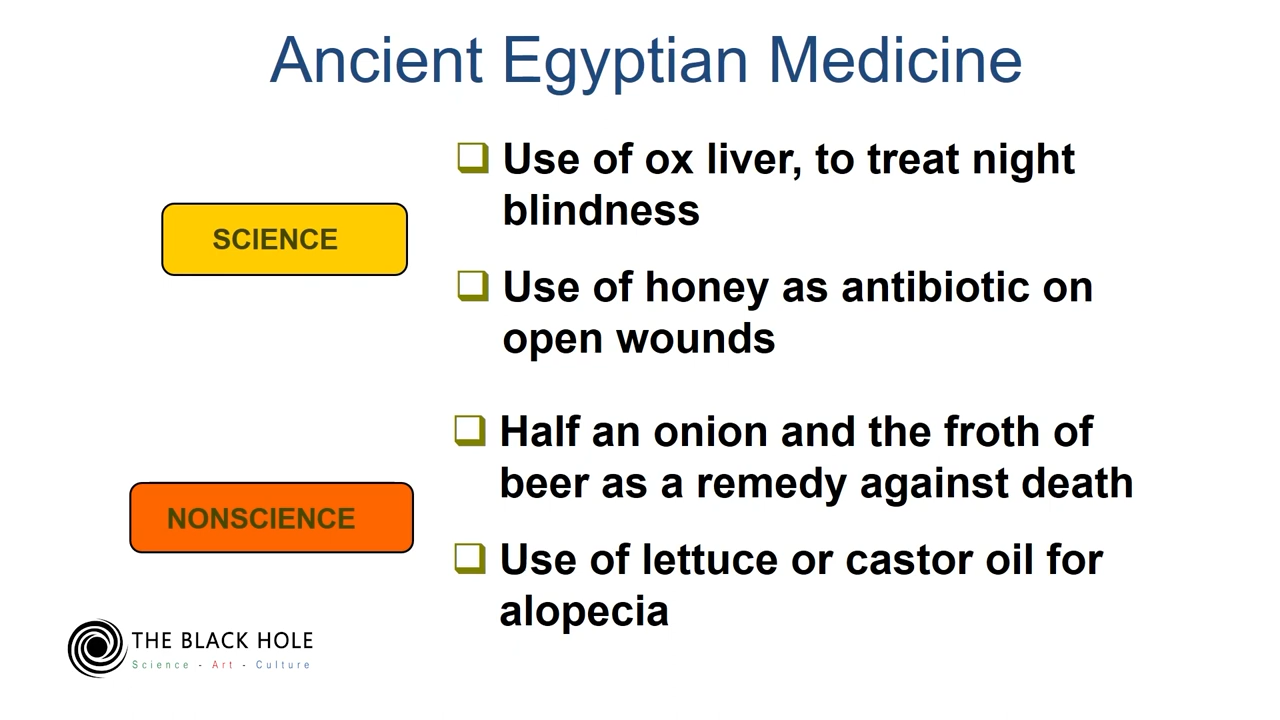 Ancient Egyptian Medicine
SCIENCE
Use of ox liver, to treat night
blindness
Use of honey as antibiotic on
open wounds
NONSCIENCE
Half an onion and the froth of
beer as a remedy against death
Use of lettuce or castor oil for
alopecia
THE BLACK HOLE
Science - Art - Culture